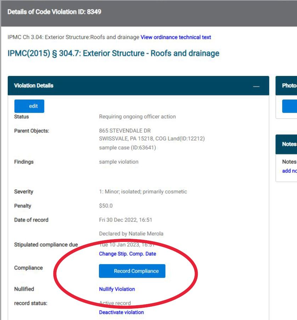 Details of Code Violation ID: 8349
IPMC Ch 3.04: Exterior Structure Roofs and drainage View ordinance technical text
IPMC(2015) § 304.7: Exterior Structure - Roofs and drainage
Violation Details
Photo
edit
Status Requiring ongoing officer action
Parent Objects: 865 STEVENDALE DR
SWISSVALE, PA 15218, COG Land(ID:12212)
sample case (ID:63641)
Notes
Findings sample violation
Notes
add no
Severity 1: Minor; isolated; primarily cosmetic
Penalty $50.0
Date of record Fri 30 Dec 2022, 16:51
Declared by Natalie Merola
Stipulated compliance due Tue 10 Jan 2023, 16:51
Change Stip. Comp. Date
Compliance Record Compliance
Nullified Nullify Violation
record status: Active record
Deactivate violation